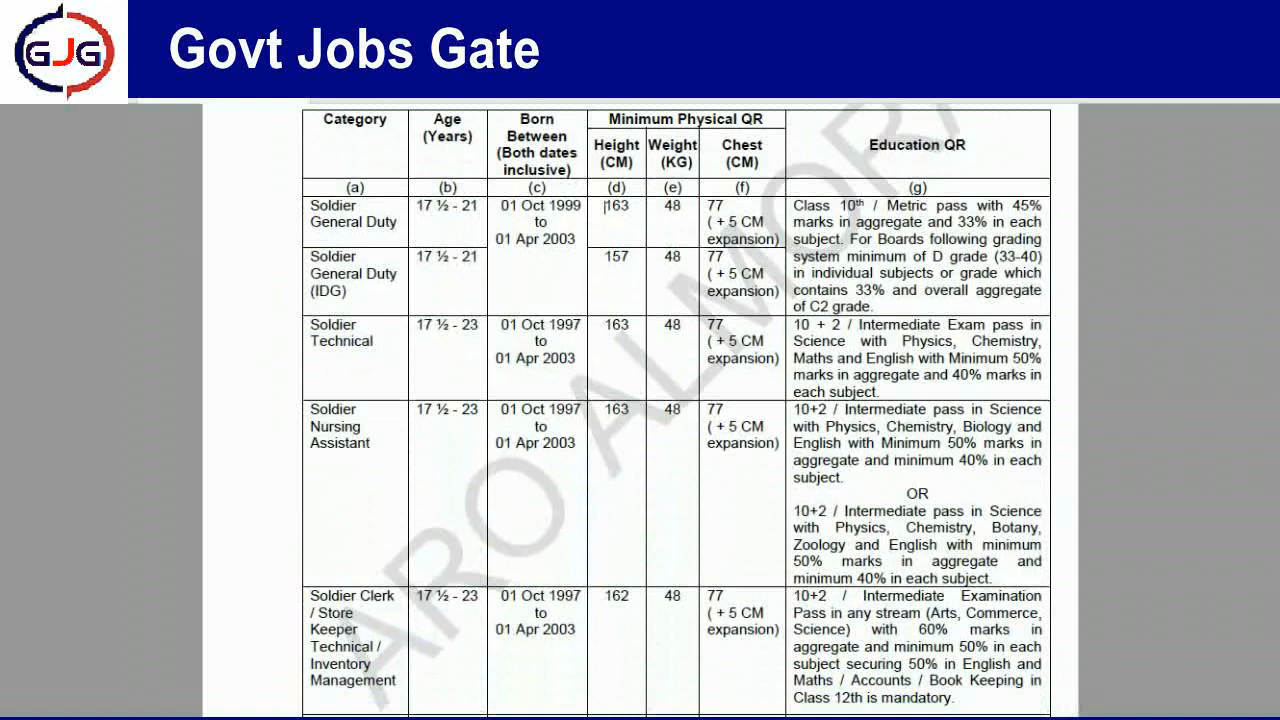 GJG
Govt Jobs Gate
Category
Age
(Years)
Born
Between
(Both dates
inclusive)
Minimum Physical QR
Height
(CM)
Weight
(KG)
Chest
(CM)
Education QR
(a)
(b)
(c)
(d)
(e)
(f)
(g)
Soldier
General Duty
17 ½ - 21
01 Oct 1999
to
01 Apr 2003
163
48
77
( + 5 CM
expansion)
Class 10th / Metric pass with 45%
marks in aggregate and 33% in each
subject. For Boards following grading
system minimum of D grade (33-40)
in individual subjects or grade which
contains 33% and overall aggregate
of C2 grade.
Soldier
General Duty
(IDG)
17 ½ - 21
157
48
77
( + 5 CM
expansion)
Soldier
Technical
17 ½ - 23
01 Oct 1997
to
01 Apr 2003
163
48
77
( + 5 CM
expansion)
10 + 2 / Intermediate Exam pass in
Science with Physics, Chemistry,
Maths and English with Minimum 50%
marks in aggregate and 40% marks in
each subject.
Soldier
Nursing
Assistant
17 ½ - 23
01 Oct 1997
to
01 Apr 2003
163
48
77
( + 5 CM
expansion)
10+2 / Intermediate pass in Science
with Physics, Chemistry, Biology and
English with Minimum 50% marks in
aggregate and minimum 40% in each
subject.
OR
10+2 / Intermediate pass in Science
with Physics, Chemistry, Botany,
Zoology and English with minimum
50% marks in aggregate and
minimum 40% in each subject.
Soldier Clerk
/ Store
Keeper
Technical /
Inventory
Management
17 ½ - 23
01 Oct 1997
to
01 Apr 2003
162
48
77
( + 5 CM
expansion)
10+2 / Intermediate Examination
Pass in any stream (Arts, Commerce,
Science) with 60% marks in
aggregate and minimum 50% in each
subject securing 50% in English and
Maths / Accounts / Book Keeping in
Class 12th is mandatory.
ARO ALMORA